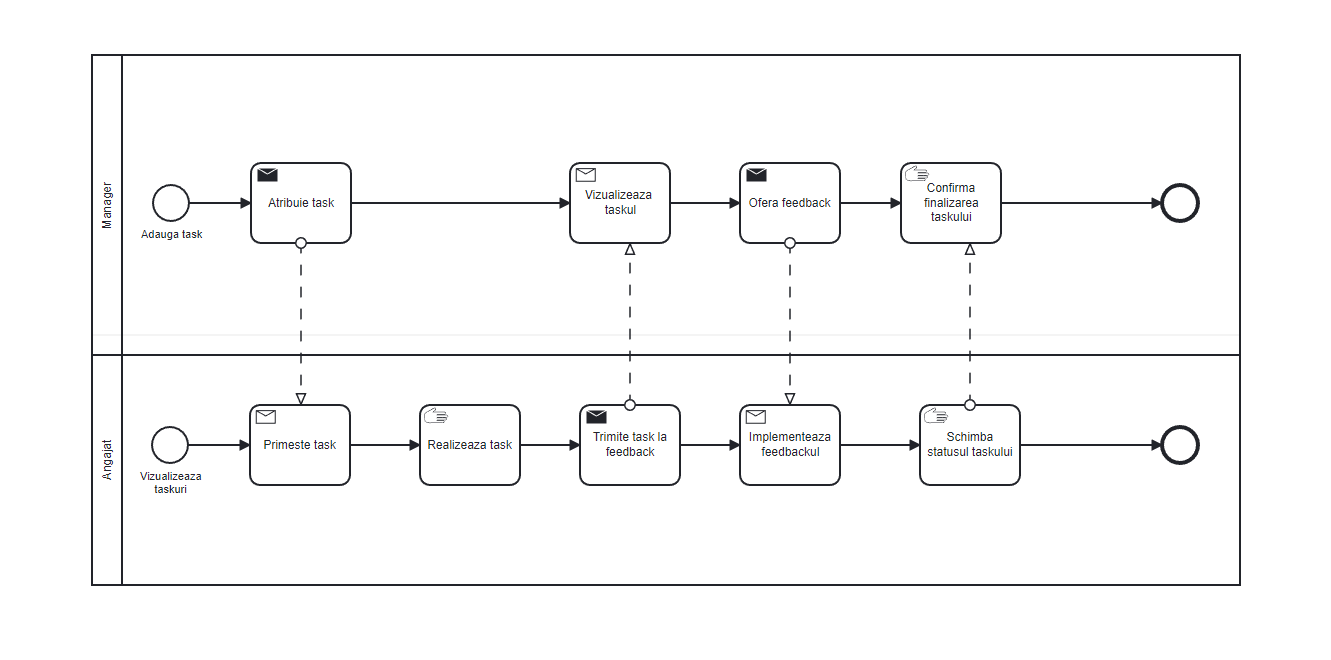 Manager
Adauga task
Atribuie task
Vizualizeaza
taskul
Ofera feedback
Confirma
finalizarea
taskului
Angajat
Vizualizeaza
taskuri
Primeste task
Realizeaza task
Trimite task la
feedback
Implementeaza
feedbackul
Schimba
statusul taskului